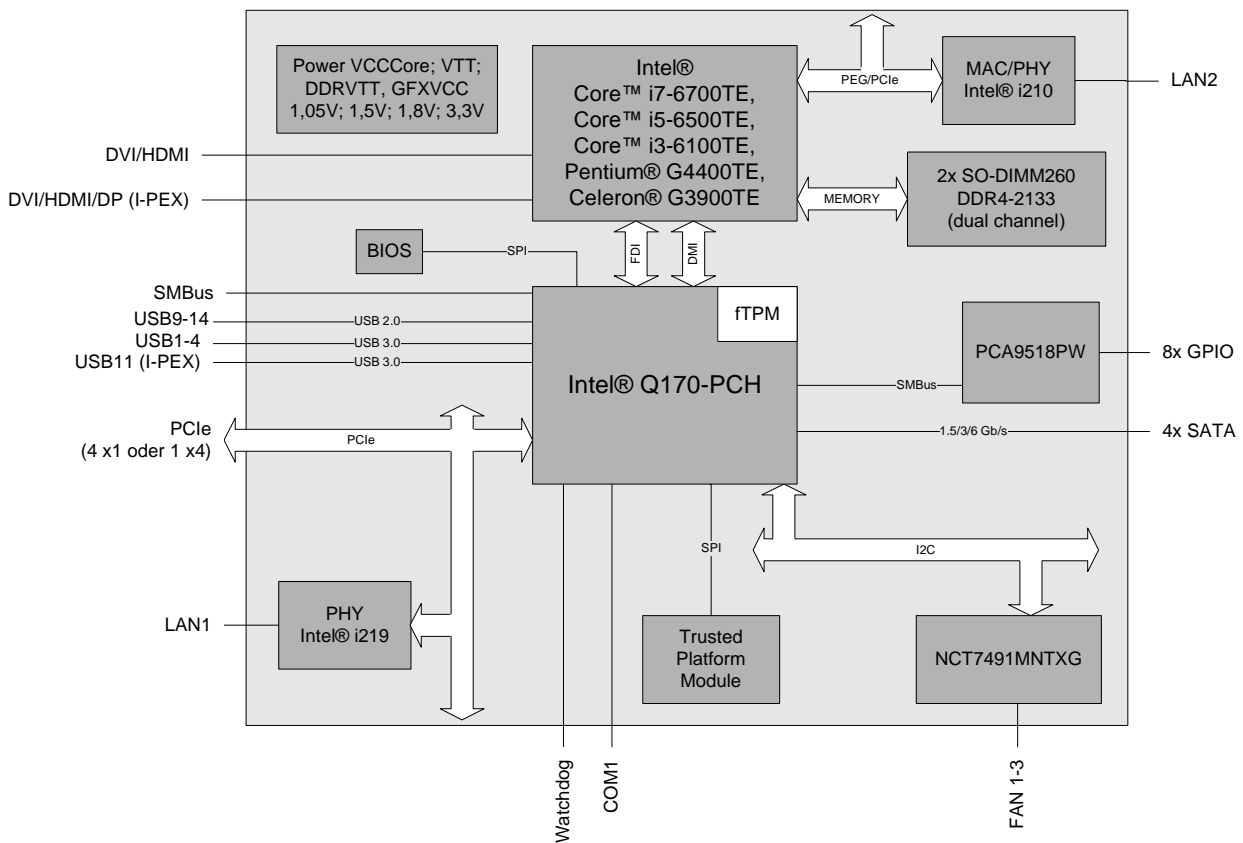 Power VCCCore; VTT;
DDRVTT, GFXVCC
1,05V; 1,5V; 1,8V; 3,3V
Intel®
Core™ i7-6700TE,
Core™ i5-6500TE,
Core™ i3-6100TE,
Pentium® G4400TE,
Celeron® G3900TE
PEG/PCIe
MAC/PHY
Intel® i210
LAN2
DVI/HDMI
DVI/HDMI/DP (I-PEX)
MEMORY
2x SO-DIMM260
DDR4-2133
(dual channel)
BIOS
SPI
FDI
DMI
SMBus
USB9-14
USB 2.0
USB1-4
USB 3.0
USB11 (I-PEX)
USB 3.0
fTPM
Intel® Q170-PCH
PCA9518PW
8x GPIO
SMBus
PCIe
(4 x1 oder 1 x4)
PCIe
1.5/3/6 Gb/s
4x SATA
SPI
I2C
LAN1
PHY
Intel® i219
Trusted
Platform
Module
NCT7491MNTXG
Watchdog
COM1
FAN 1-3